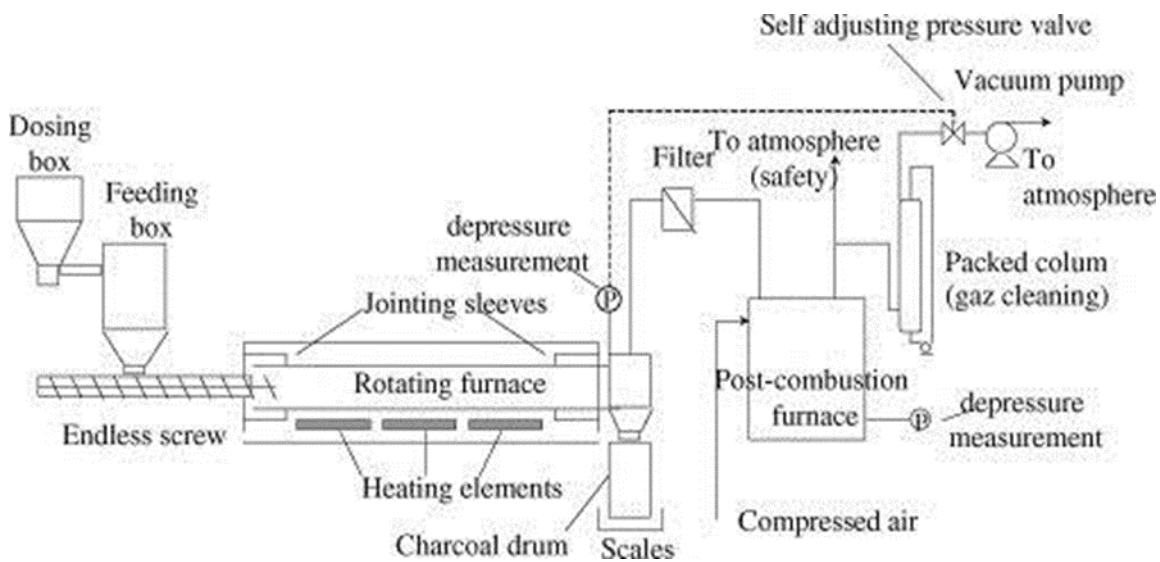 Self adjusting pressure valve
Vacuum pump
Dosing
box
To atmosphere
(safety)
Filter
To
atmosphere
Feeding
box
depressure
measurement
P
Packed colum
(gaz cleaning)
Jointing sleeves
Rotating furnace
Post-combustion
furnace
P
depressure
measurement
Endless screw
Heating elements
Compressed air
Charcoal drum
Scales